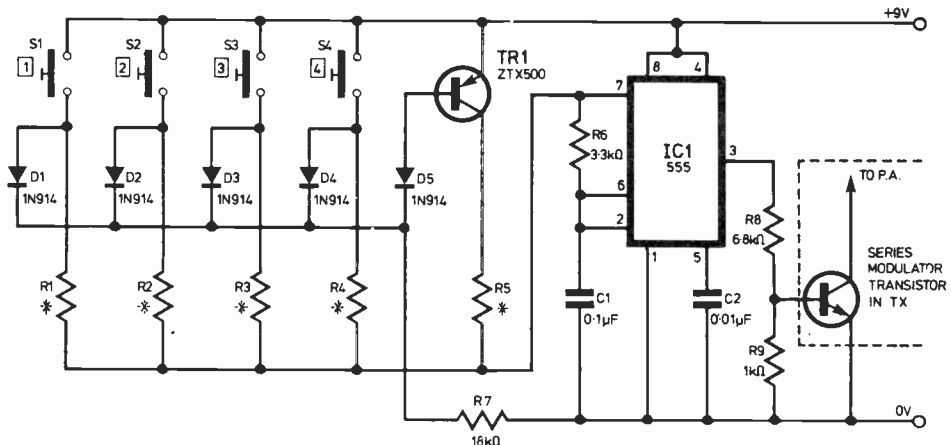 +9V
S1
1
S2
2
S3
3
S4
4
TR1
ZTX500
8
4
7
R6
3·3kΩ
IC1
555
3
6
2
1
5
D1
1N914
D2
1N914
D3
1N914
D4
1N914
D5
1N914
TO P.A.
R8
6·8kΩ
SERIES
MODULATOR
TRANSISTOR
IN TX
R1
*
R2
*
R3
*
R4
*
R5
*
C1
0·1µF
C2
0·01µF
R9
1kΩ
R7
18kΩ
0V